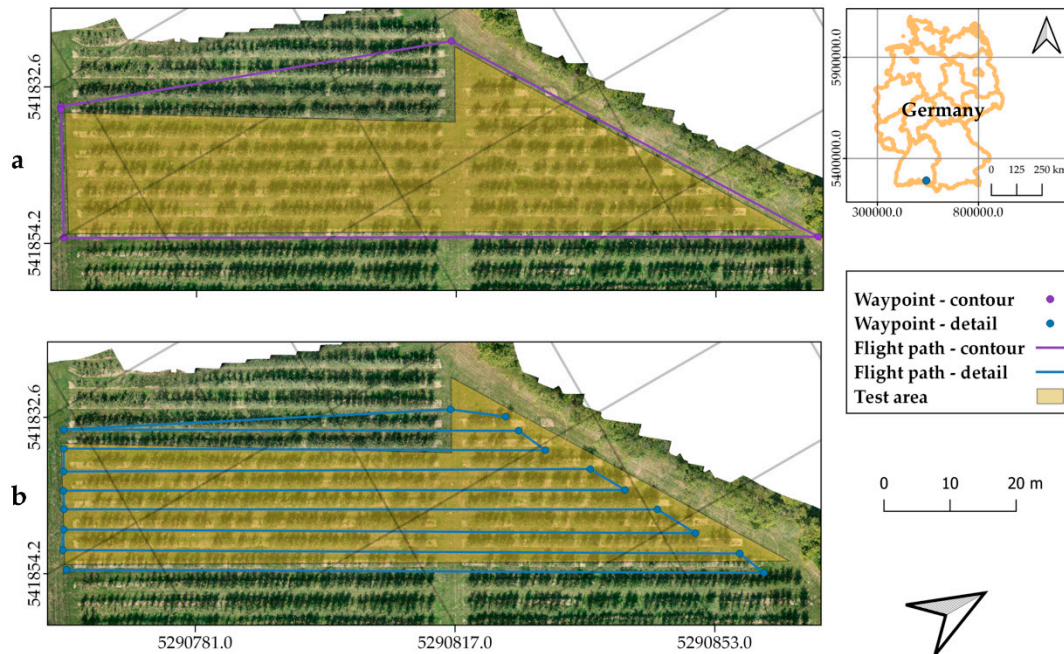 a
541832.6
541854.2
b
541832.6
541854.2
5290781.0
5290817.0
5290853.0
5900000.0
5400000.0
Germany
0 125 250 km
300000.0
800000.0
Waypoint - contour
Waypoint - detail
Flight path - contour
Flight path - detail
Test area
0 10 20 m